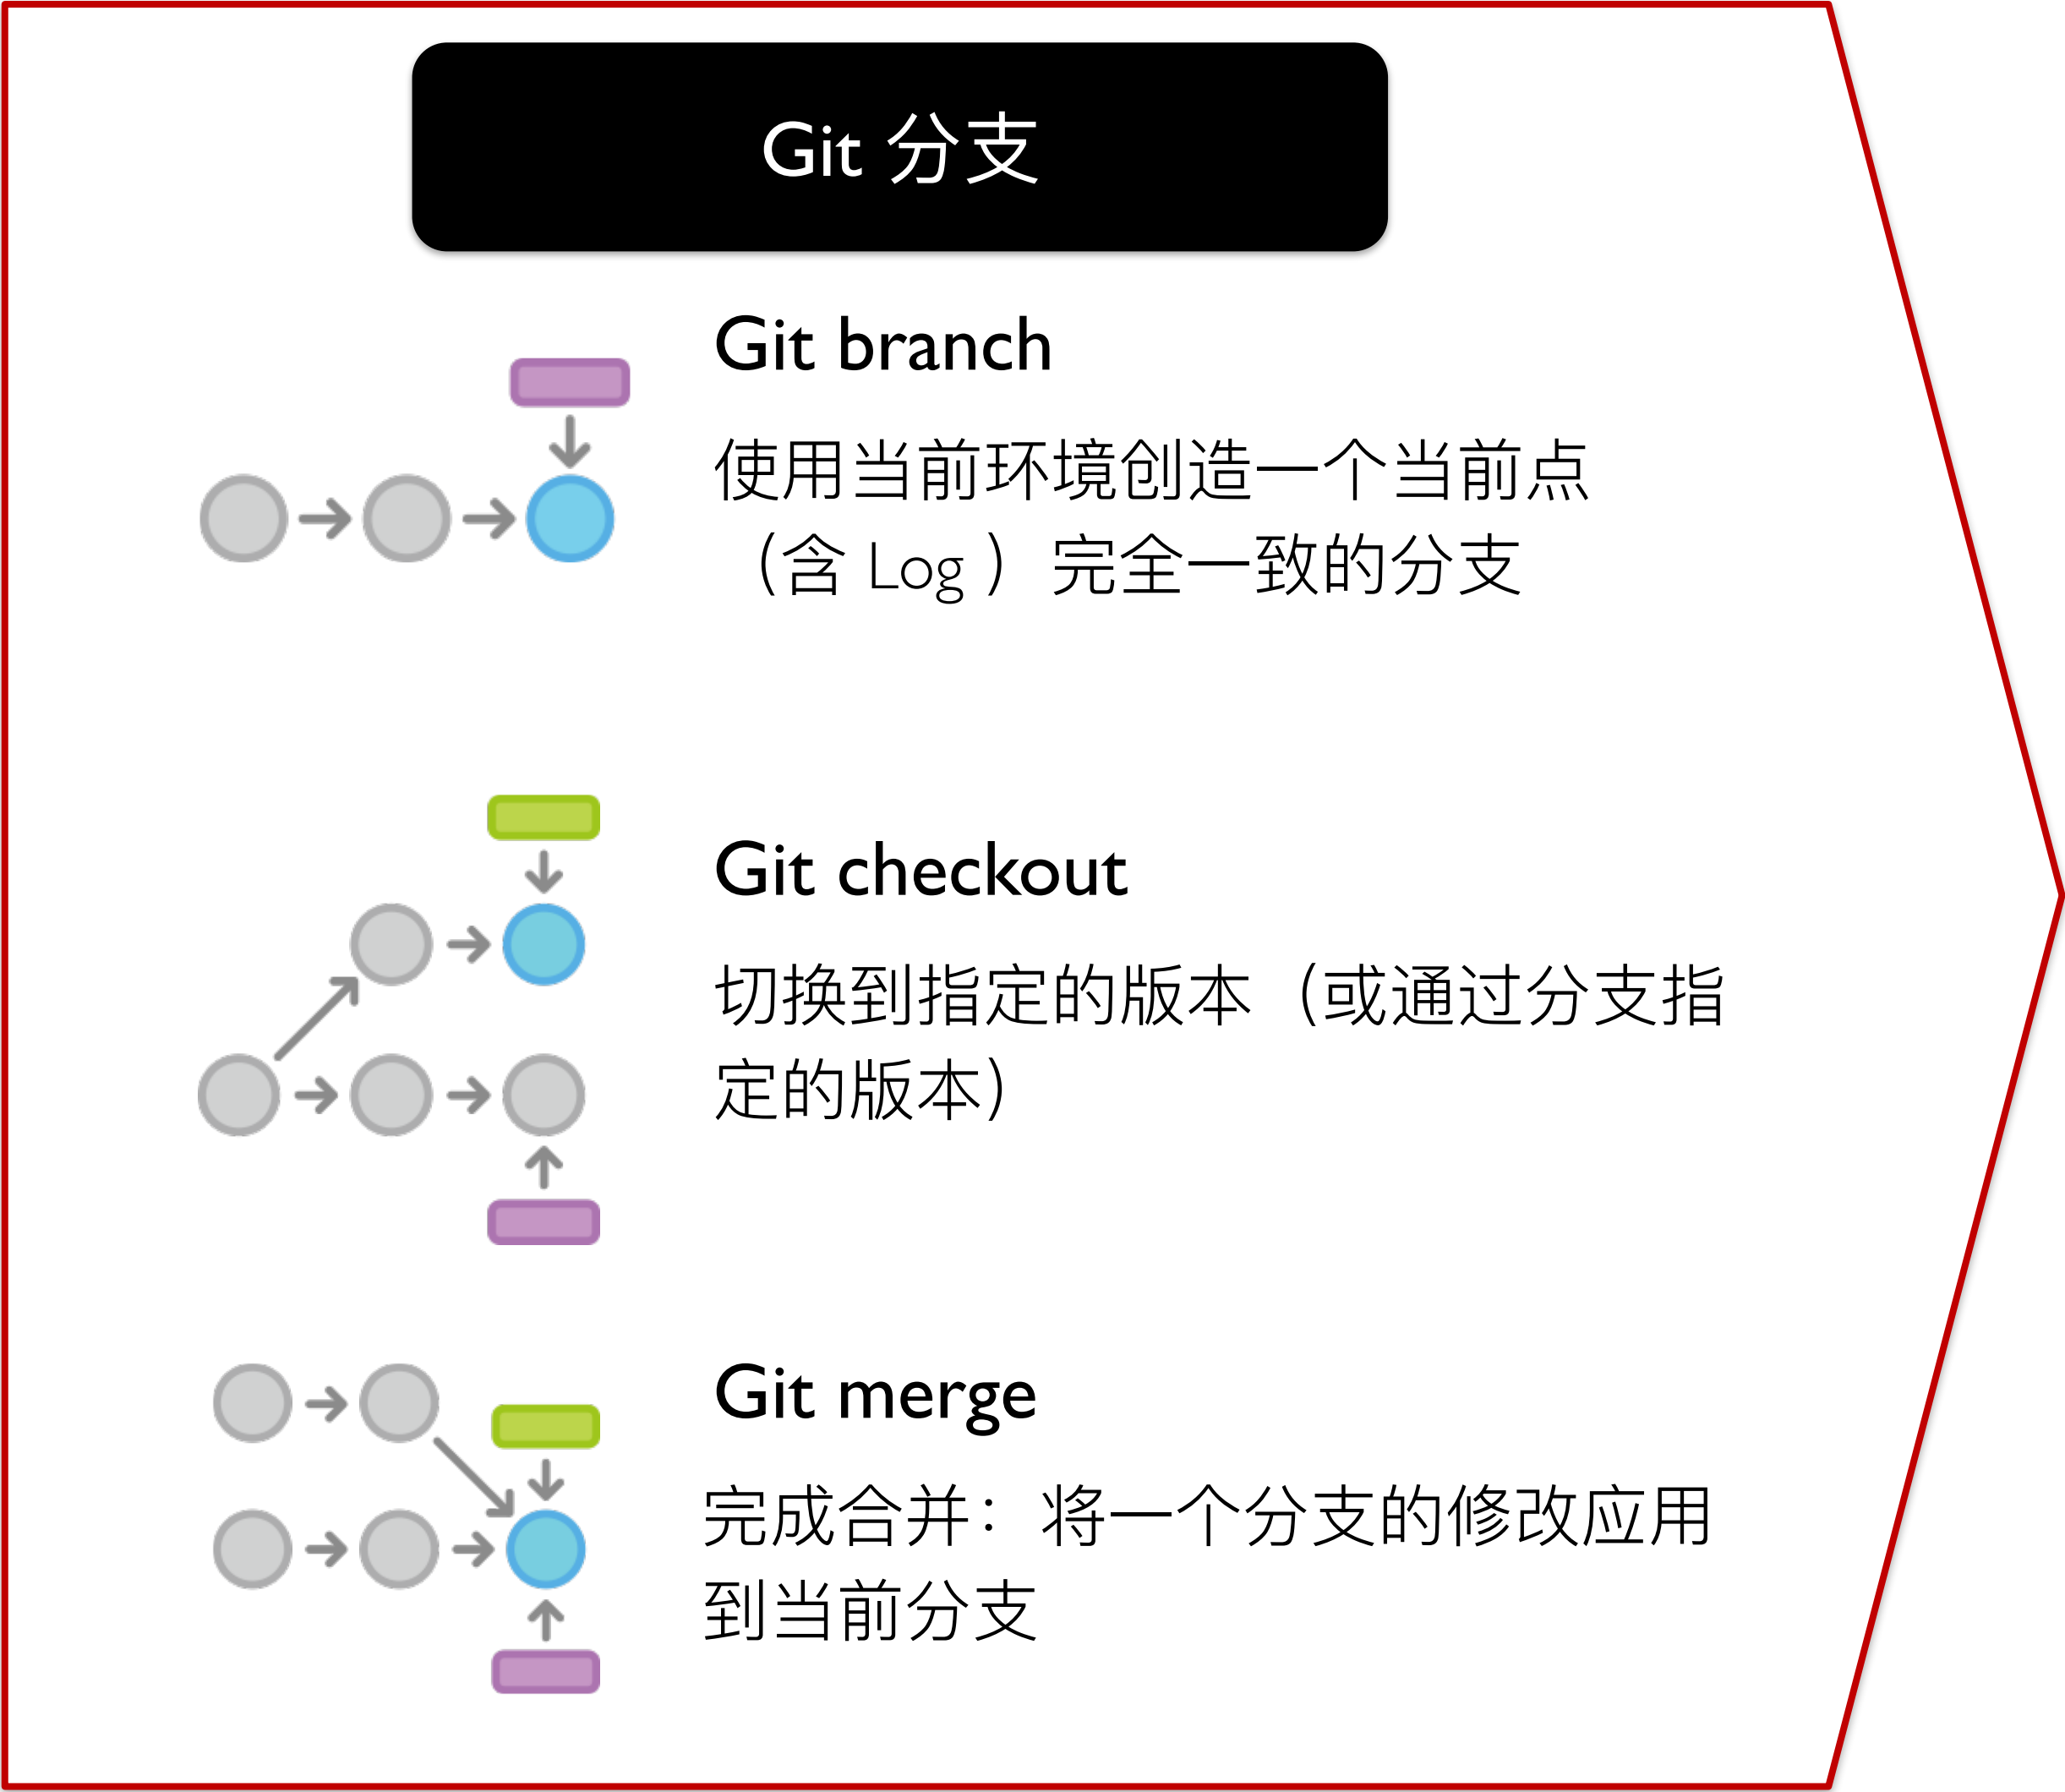 Git 分支
Git branch
使用当前环境创造一个当前点
（含 Log ）完全一致的分支
Git checkout
切换到指定的版本（或通过分支指
定的版本）
Git merge
完成合并：将一个分支的修改应用
到当前分支